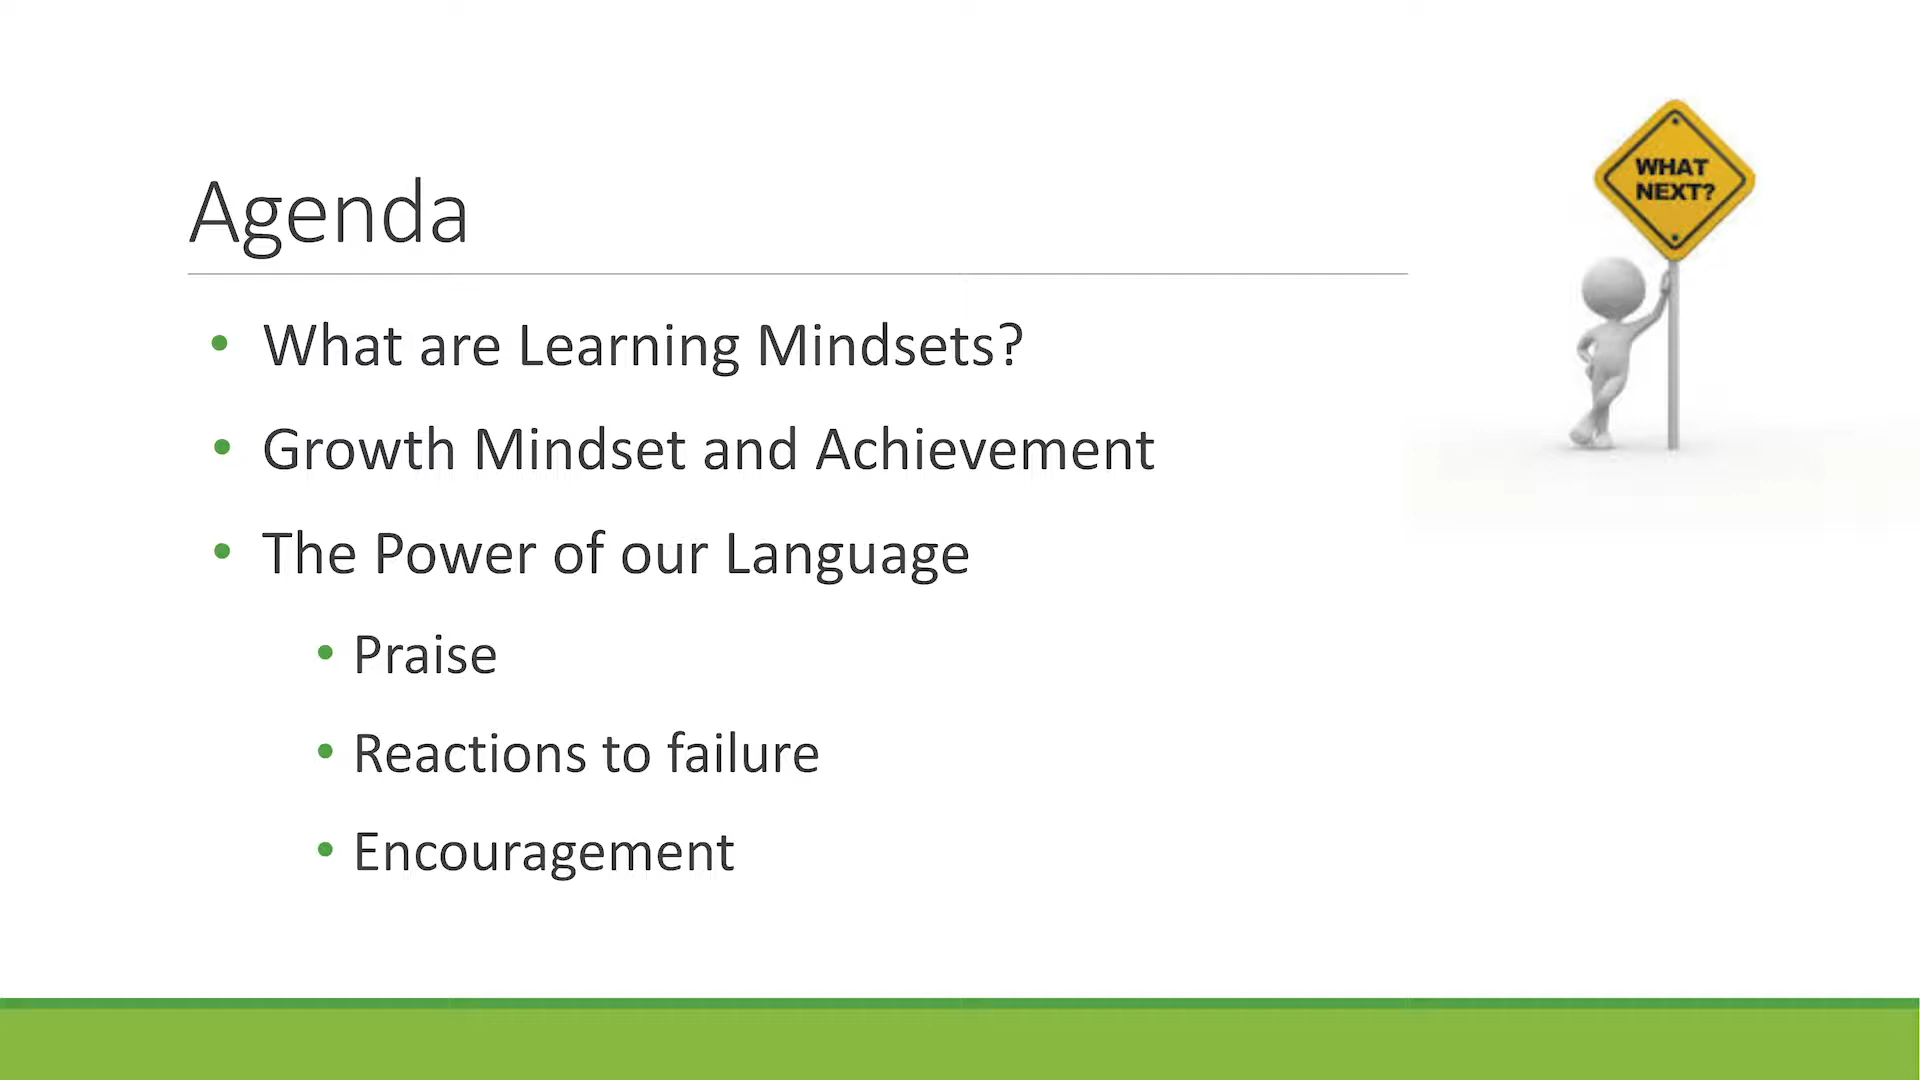 Agenda
WHAT
NEXT?
• What are Learning Mindsets?
• Growth Mindset and Achievement
• The Power of our Language
• Praise
• Reactions to failure
• Encouragement